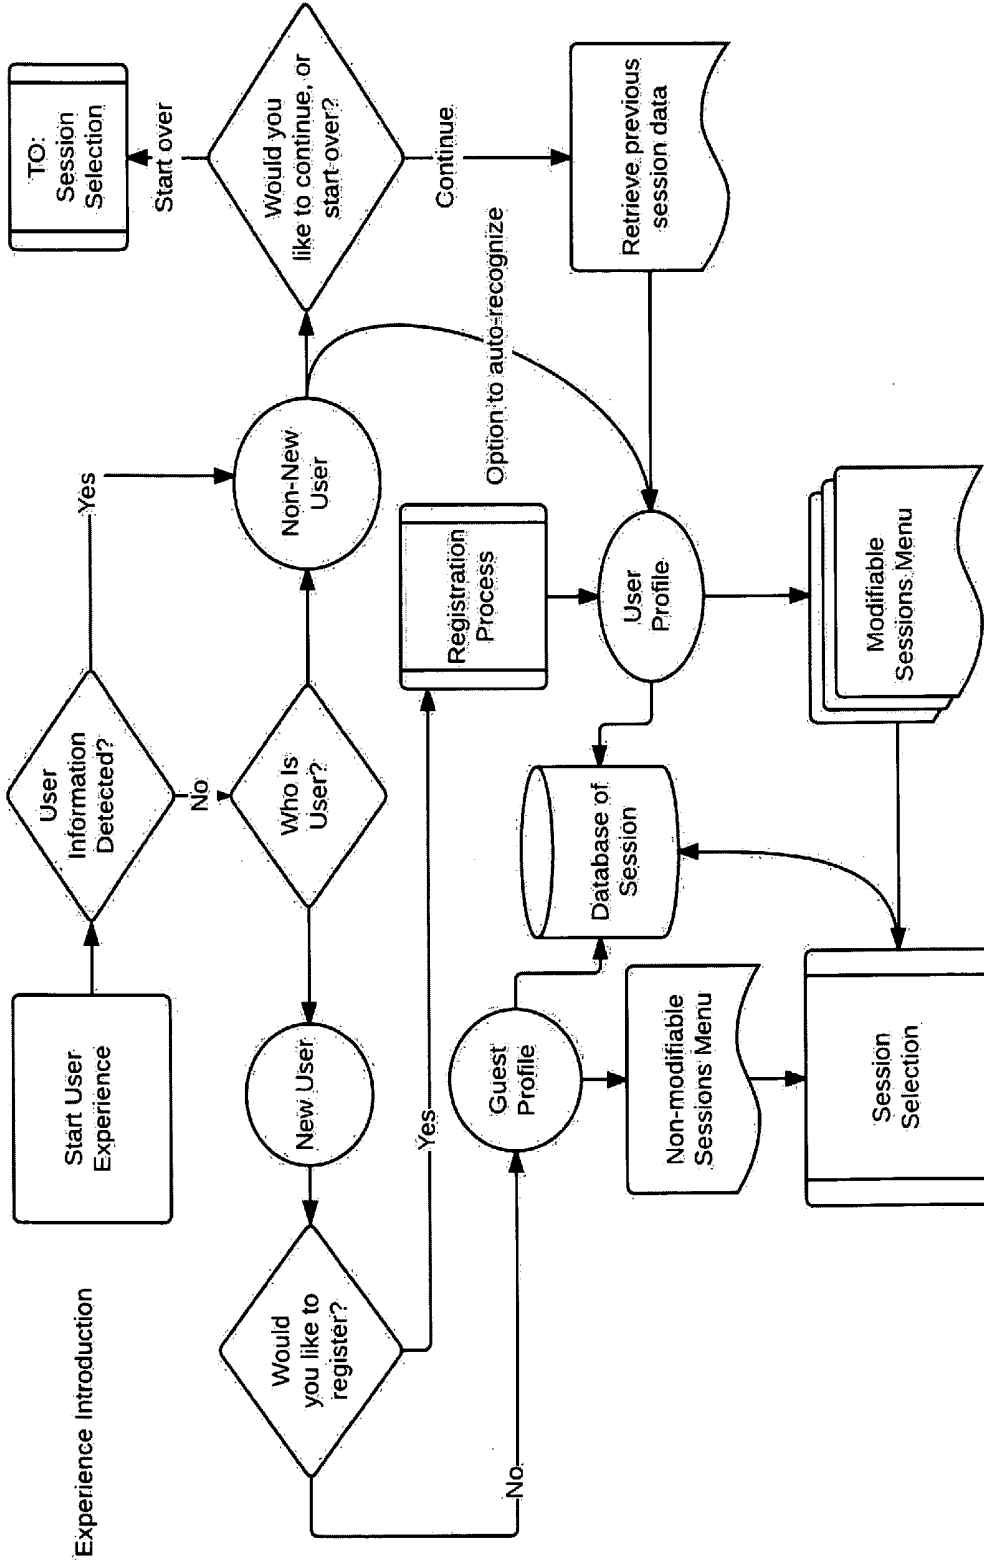 Experience Introduction
Start User
Experience
User
Information
Detected?
Yes
No
TO:
Session
Selection
Start over
Would you
like to continue, or
start over?
Continue
Non-New
User
Who Is
User?
New User
Would
you like to
register?
Yes
No
Option to auto-recognize
Registration
Process
Retrieve previous
session data
User
Profile
Database of
Session
Guest
Profile
Non-modifiable
Sessions Menu
Modifiable
Sessions Menu
Session
Selection